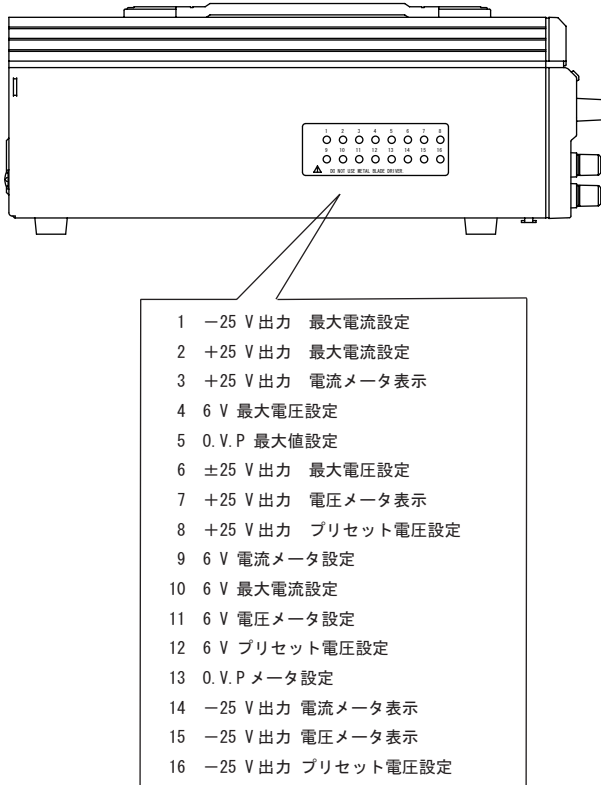 1 2 3 4 5 6 7 8
9 10 11 12 13 14 15 16
DO NOT USE METAL BLADE DRIVER
1 －25 V 出力　最大電流設定
2 ＋25 V 出力　最大電流設定
3 ＋25 V 出力　電流メータ表示
4 6 V 最大電圧設定
5 O.V.P 最大値設定
6 ±25 V 出力　最大電圧設定
7 ＋25 V 出力　電圧メータ表示
8 ＋25 V 出力　プリセット電圧設定
9 6 V 電流メータ設定
10 6 V 最大電流設定
11 6 V 電圧メータ設定
12 6 V プリセット電圧設定
13 O.V.P メータ設定
14 －25 V 出力 電流メータ表示
15 －25 V 出力 電圧メータ表示
16 －25 V 出力 プリセット電圧設定